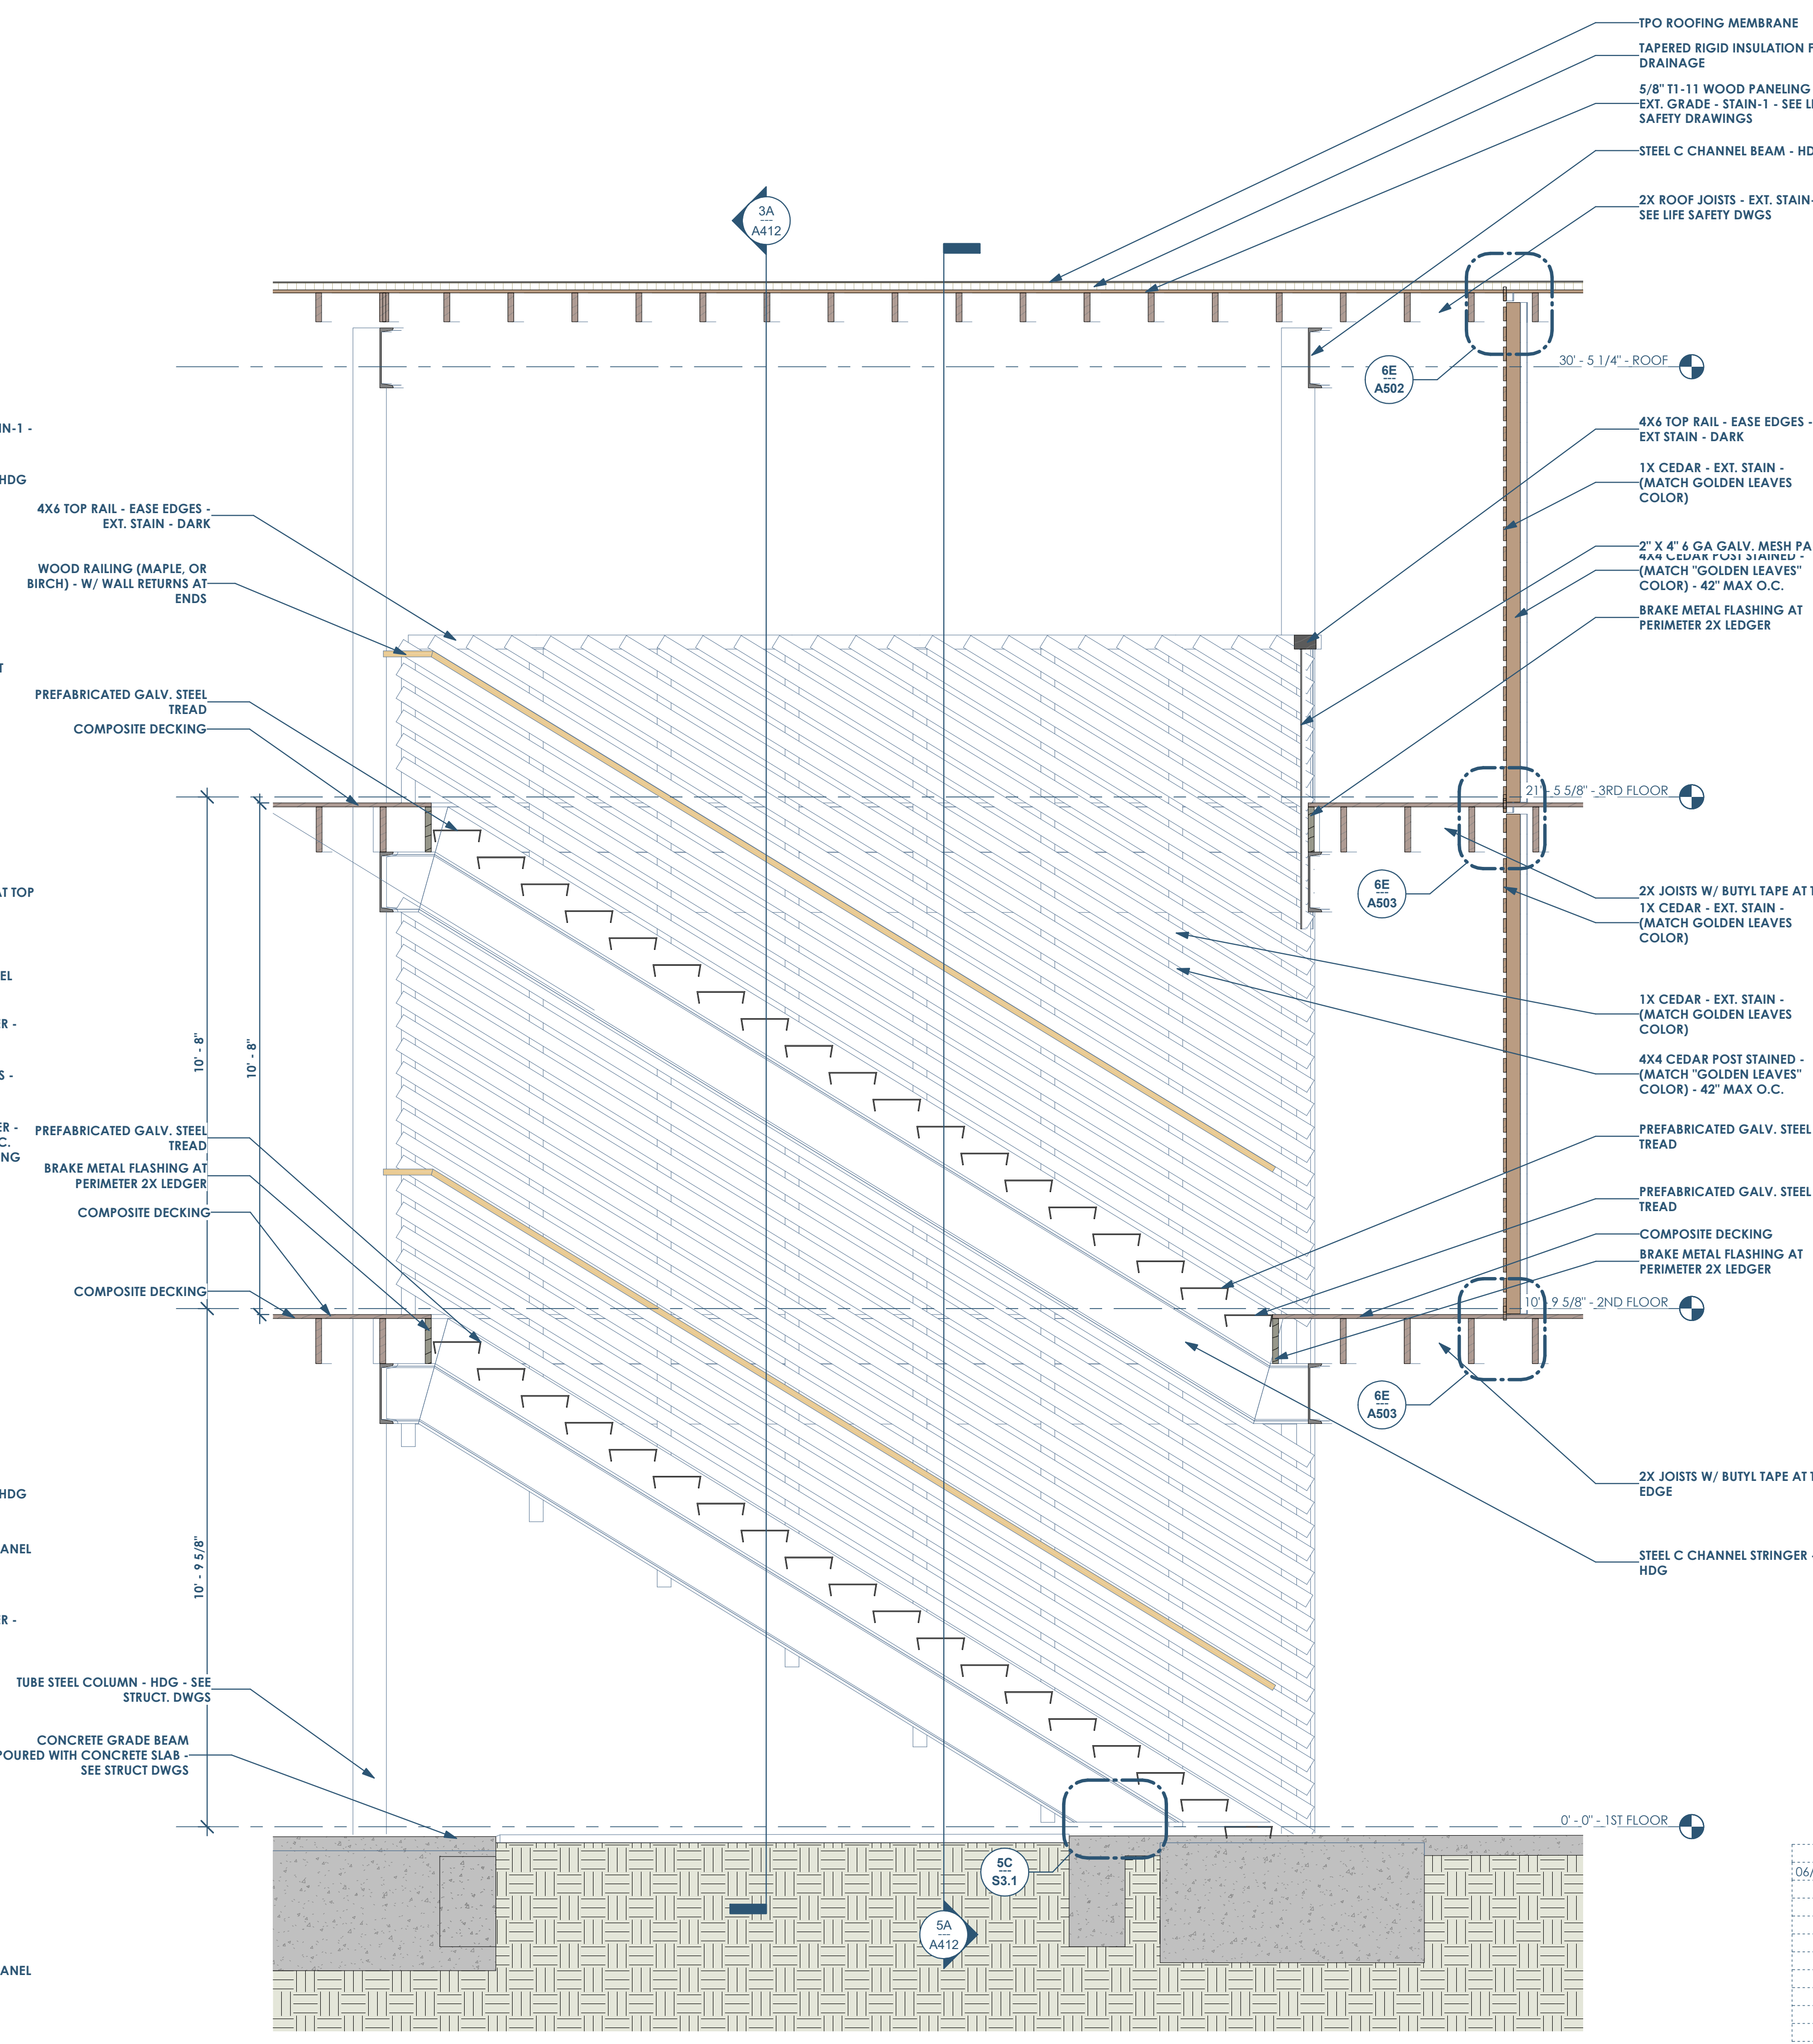 TPO ROOFING MEMBRANE
TAPERED RIGID INSULATION F
DRAINAGE
5/8" T1-11 WOOD PANELING
EXT. GRADE - STAIN-1 - SEE LI
SAFETY DRAWINGS
STEEL C CHANNEL BEAM - HD
2X ROOF JOISTS - EXT. STAIN-
SEE LIFE SAFETY DWGS
3A
---
A412
30' - 5 1/4" - ROOF
6E
---
A502
IN-1 -
HDG
4X6 TOP RAIL - EASE EDGES -
EXT. STAIN - DARK
WOOD RAILING (MAPLE, OR
BIRCH) - W/ WALL RETURNS AT
ENDS
T
PREFABRICATED GALV. STEEL
TREAD
COMPOSITE DECKING
4X6 TOP RAIL - EASE EDGES -
EXT STAIN - DARK
1X CEDAR - EXT. STAIN -
(MATCH GOLDEN LEAVES
COLOR)
2" X 4" 6 GA GALV. MESH PA
4X4 CEDAR POST STAINED -
(MATCH "GOLDEN LEAVES"
COLOR) - 42" MAX O.C.
BRAKE METAL FLASHING AT
PERIMETER 2X LEDGER
21' - 5 5/8" - 3RD FLOOR
6E
---
A503
2X JOISTS W/ BUTYL TAPE AT T
1X CEDAR - EXT. STAIN -
(MATCH GOLDEN LEAVES
COLOR)
AT TOP
EL
R -
S -
10' - 8"
10' - 8"
1X CEDAR - EXT. STAIN -
(MATCH GOLDEN LEAVES
COLOR)
4X4 CEDAR POST STAINED -
(MATCH "GOLDEN LEAVES"
COLOR) - 42" MAX O.C.
ER -
C.
NG
PREFABRICATED GALV. STEEL
TREAD
BRAKE METAL FLASHING AT
PERIMETER 2X LEDGER
COMPOSITE DECKING
COMPOSITE DECKING
PREFABRICATED GALV. STEEL
TREAD
PREFABRICATED GALV. STEEL
TREAD
COMPOSITE DECKING
BRAKE METAL FLASHING AT
PERIMETER 2X LEDGER
10' - 9 5/8" - 2ND FLOOR
6E
---
A503
2X JOISTS W/ BUTYL TAPE AT T
EDGE
STEEL C CHANNEL STRINGER -
HDG
HDG
ANEL
10' - 9 5/8"
R -
TUBE STEEL COLUMN - HDG - SEE
STRUCT. DWGS
CONCRETE GRADE BEAM
POURED WITH CONCRETE SLAB -
SEE STRUCT DWGS
0' - 0" - 1ST FLOOR
5C
---
S3.1
5A
---
A412
ANEL
06/